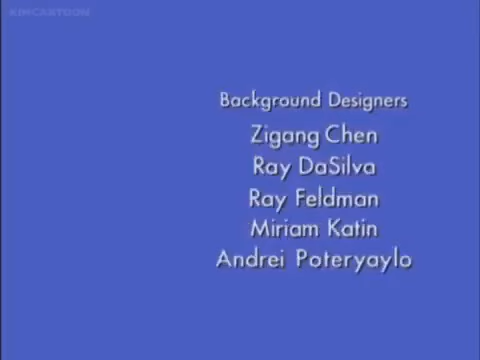 KIMCARTOON
Background Designers
Zigang Chen
Ray DaSilva
Ray Feldman
Miriam Katin
Andrei Poteryaylo